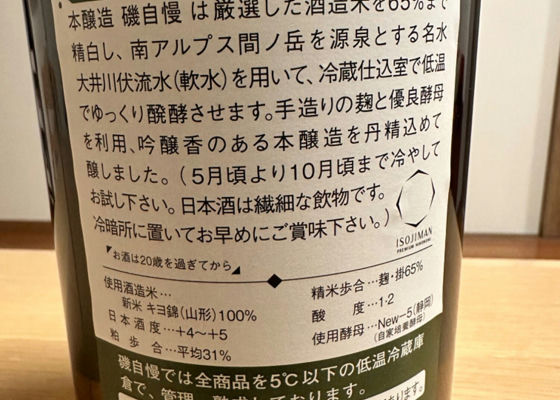 本醸造 磯自慢 は厳選した酒造米を65%まで
精白し、南アルプス間ノ岳を源泉とする名水
大井川伏流水(軟水)を用いて、冷蔵仕込室で低温
でゆっくり醗酵させます。手造りの麹と優良酵母
を利用、吟醸香のある本醸造を丹精込めて
醸しました。(5月頃より10月頃まで冷やして
お試し下さい。日本酒は繊細な飲物です。
冷暗所に置いてお早めにご賞味下さい。)
ISOJIMAN
PREMIUM NIHONSHU
お酒は20歳を過ぎてから
使用酒造米…
新米 キヨ錦(山形)100%
日本酒度…+4~+5
粕歩合…平均31%
精米歩合…麹・掛65%
酸度…1・2
使用酵母…New-5(静岡)
(自家培養酵母)
磯自慢では全商品を5℃以下の低温冷蔵庫
倉で、管理、熟成しております。
あります。